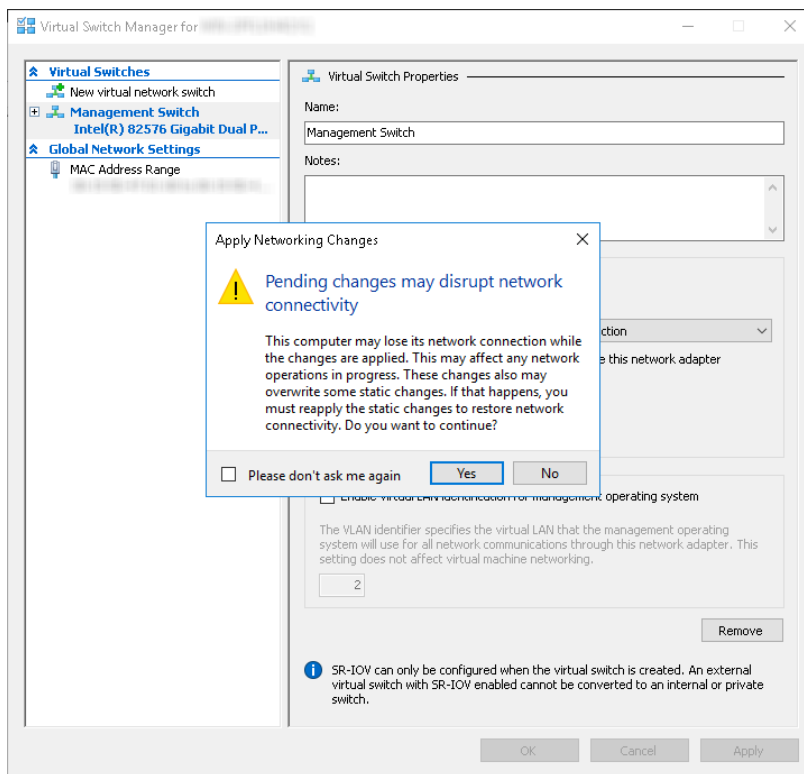 Virtual Switch Manager for
Virtual Switches
New virtual network switch
Management Switch
Intel(R) 82576 Gigabit Dual P...
Global Network Settings
MAC Address Range
Virtual Switch Properties
Name:
Management Switch
Notes:
ction
e this network adapter
Apply Networking Changes
Pending changes may disrupt network
connectivity
This computer may lose its network connection while
the changes are applied. This may affect any network
operations in progress. These changes also may
overwrite some static changes. If that happens, you
must reapply the static changes to restore network
connectivity. Do you want to continue?
Please don't ask me again
Yes
No
Enable virtual LAN identification for management operating system
The VLAN identifier specifies the virtual LAN that the management operating
system will use for all network communications through this network adapter. This
setting does not affect virtual machine networking.
2
Remove
SR-IOV can only be configured when the virtual switch is created. An external
virtual switch with SR-IOV enabled cannot be converted to an internal or private
switch.
OK
Cancel
Apply